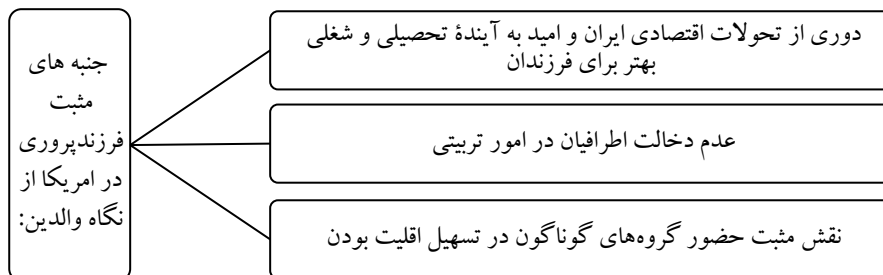 جنبه های
مثبت
فرزندپروری
در امریکا از
نگاه والدین:
دوری از تحولات اقتصادی ایران و امید به آیندۀ تحصیلی و شغلی
بهتر برای فرزندان
عدم دخالت اطرافیان در امور تربیتی
نقش مثبت حضور گروه‌های گوناگون در تسهیل اقلیت بودن